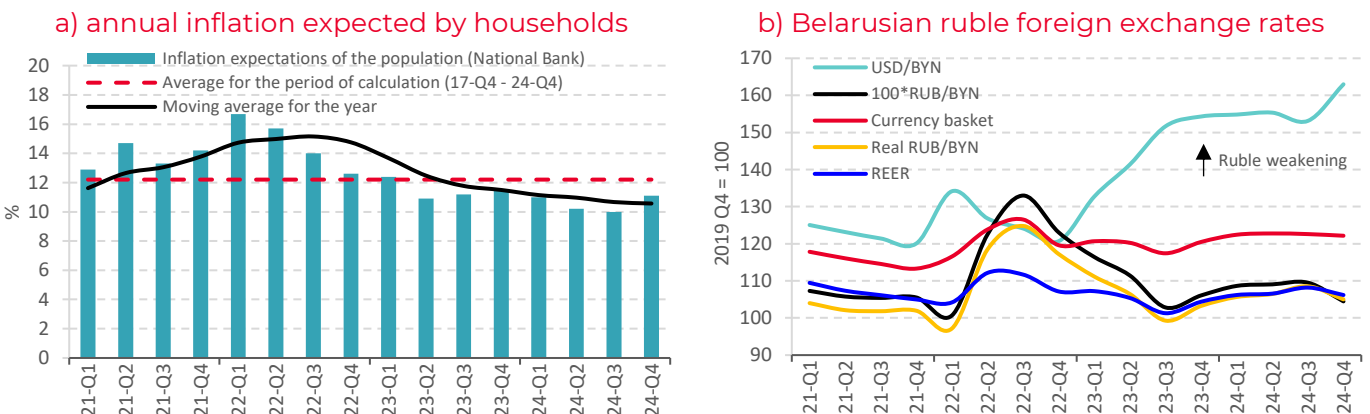 a) annual inflation expected by households
Inflation expectations of the population (National Bank)
Average for the period of calculation (17-Q4 - 24-Q4)
Moving average for the year
20
18
16
14
12
10
8
6
4
2
0
%
21-Q1
21-Q2
21-Q3
21-Q4
22-Q1
22-Q2
22-Q3
22-Q4
23-Q1
23-Q2
23-Q3
23-Q4
24-Q1
24-Q2
24-Q3
24-Q4
b) Belarusian ruble foreign exchange rates
USD/BYN
100*RUB/BYN
Currency basket
Real RUB/BYN
REER
Ruble weakening
2019 Q4 = 100
170
160
150
140
130
120
110
100
90
21-Q1
21-Q2
21-Q3
21-Q4
22-Q1
22-Q2
22-Q3
22-Q4
23-Q1
23-Q2
23-Q3
23-Q4
24-Q1
24-Q2
24-Q3
24-Q4